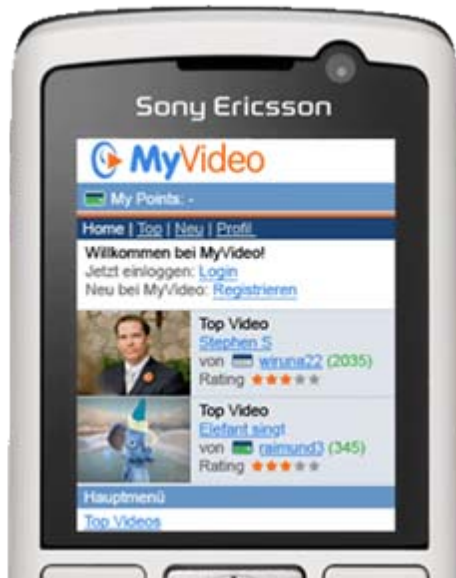 Sony Ericsson
MyVideo
My Points: -
Home | Top | Neu | Profil
Willkommen bei MyVideo!
Jetzt einloggen: Login
Neu bei MyVideo: Registrieren
Top Video
Stephen S
von wiruna22 (2035)
Rating
Top Video
Elefant singt
von raimund3 (345)
Rating
Hauptmenü
Top Videos